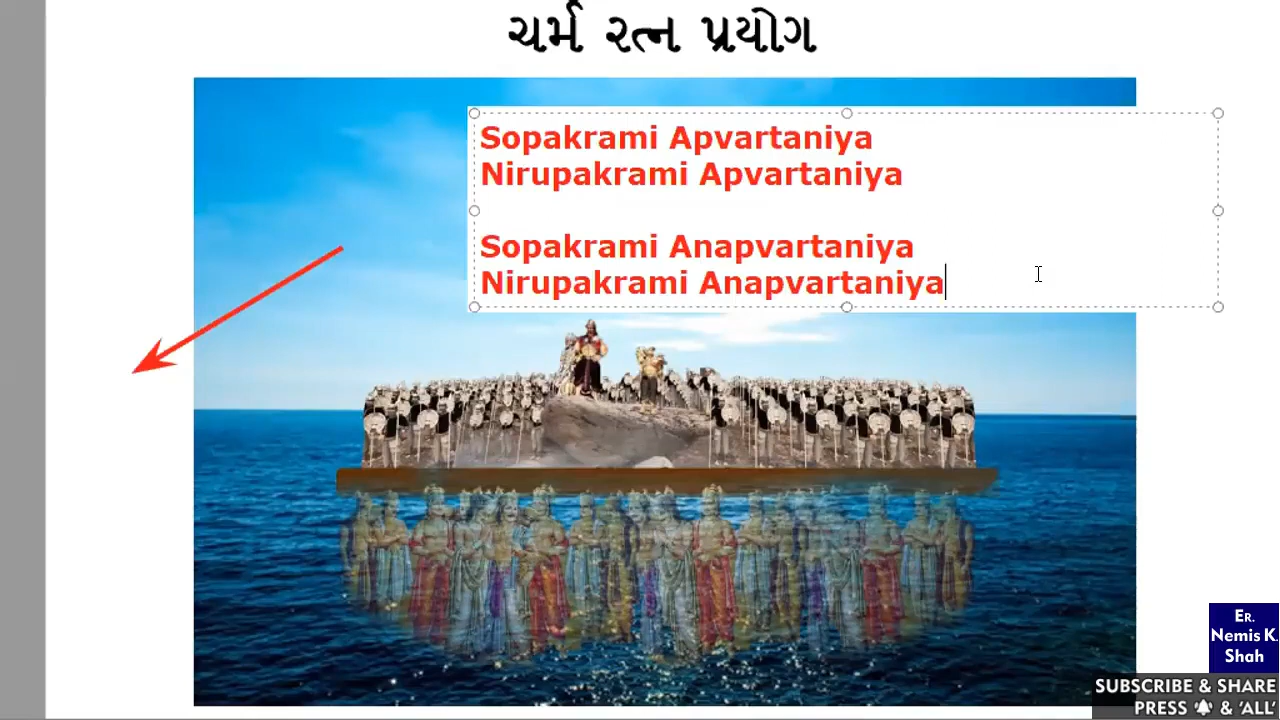 ચર્મ રત્ન પ્રયોગ
Sopakrami Apvartaniya
Nirupakrami Apvartaniya
Sopakrami Anapvartaniya
Nirupakrami Anapvartaniya
Er.
Nemis K.
Shah
SUBSCRIBE & SHARE
PRESS & 'ALL'